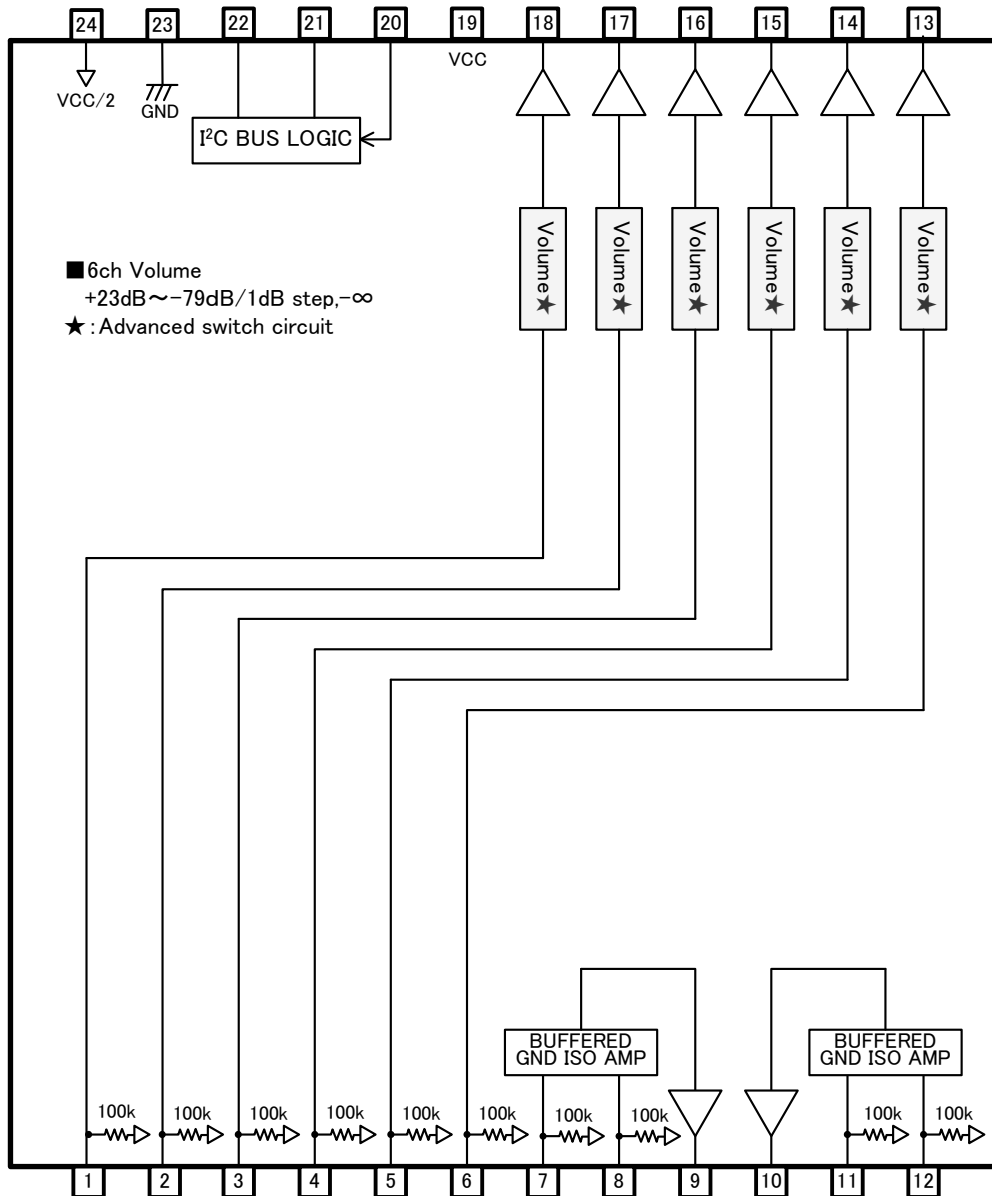 24 23 22 21 20 19 18 17 16 15 14 13
VCC
VCC/2
GND
I²C BUS LOGIC
Volume★ Volume★ Volume★ Volume★ Volume★ Volume★
■6ch Volume
+23dB～-79dB/1dB step,-∞
★:Advanced switch circuit
BUFFERED
GND ISO AMP
BUFFERED
GND ISO AMP
100k 100k 100k 100k 100k 100k 100k 100k 100k 100k
1 2 3 4 5 6 7 8 9 10 11 12